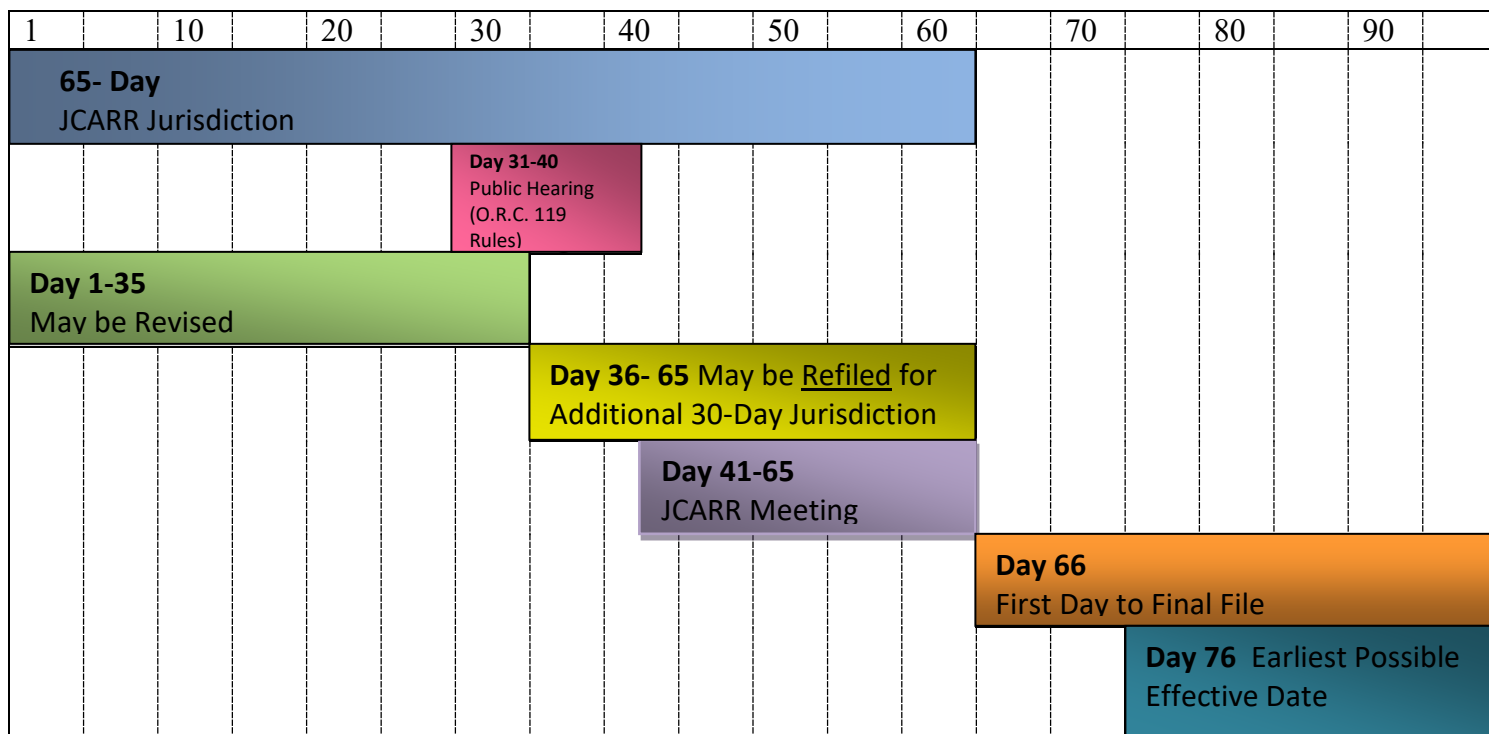 1 10 20 30 40 50 60 70 80 90
65- Day
JCARR Jurisdiction
Day 31-40
Public Hearing
(O.R.C. 119
Rules)
Day 1-35
May be Revised
Day 36- 65 May be Refiled for
Additional 30-Day Jurisdiction
Day 41-65
JCARR Meeting
Day 66
First Day to Final File
Day 76 Earliest Possible
Effective Date